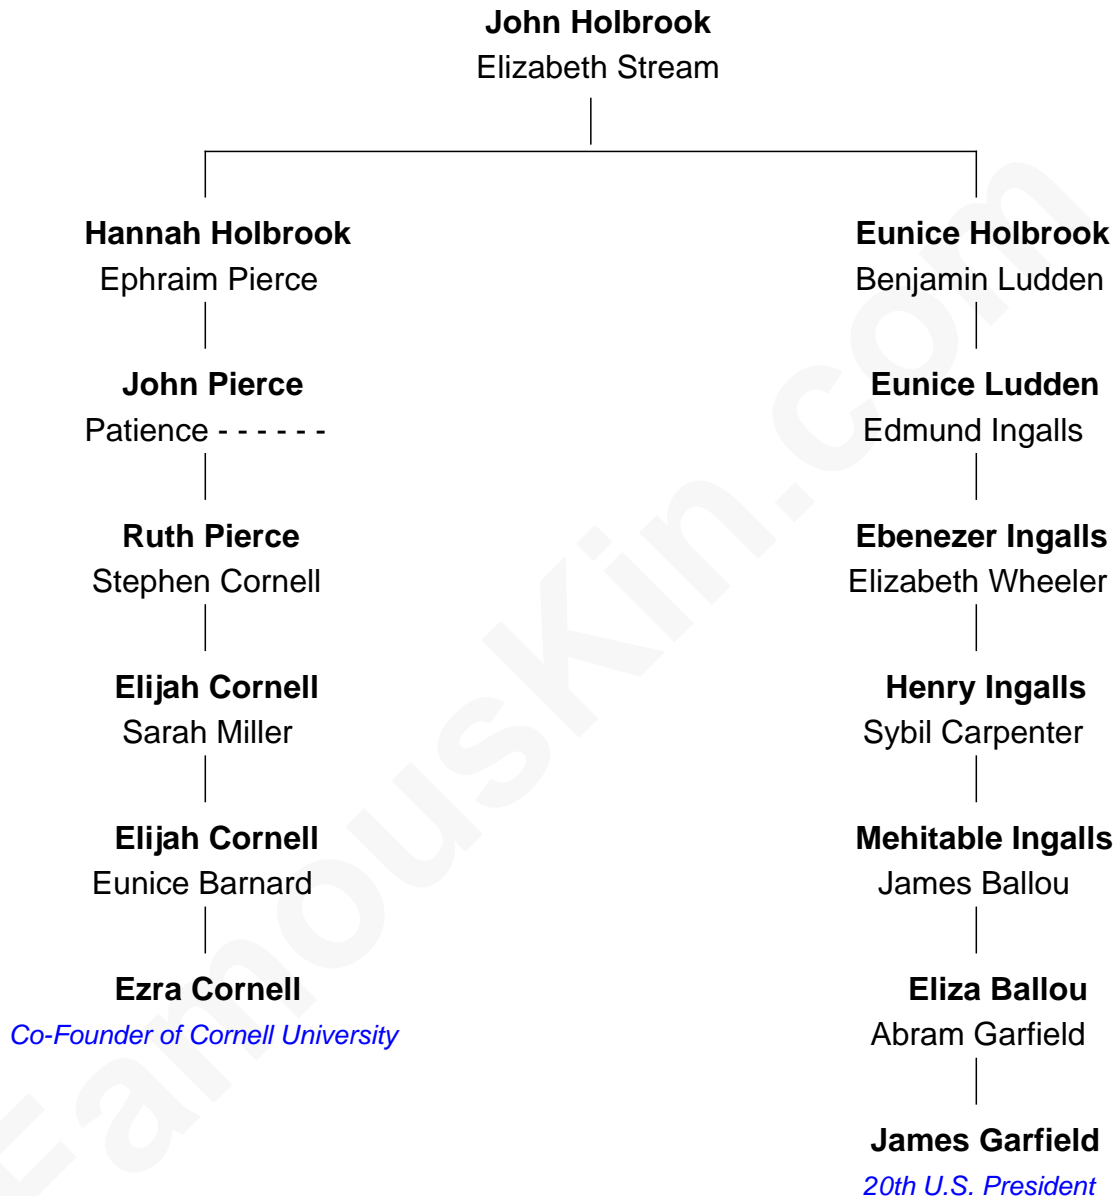 John Holbrook
Elizabeth Stream
Hannah Holbrook
Ephraim Pierce
John Pierce
Patience - - - - - -
Ruth Pierce
Stephen Cornell
Elijah Cornell
Sarah Miller
Elijah Cornell
Eunice Barnard
Ezra Cornell
Co-Founder of Cornell University
Eunice Holbrook
Benjamin Ludden
Eunice Ludden
Edmund Ingalls
Ebenezer Ingalls
Elizabeth Wheeler
Henry Ingalls
Sybil Carpenter
Mehitable Ingalls
James Ballou
Eliza Ballou
Abram Garfield
James Garfield
20th U.S. President
FamousKin.com